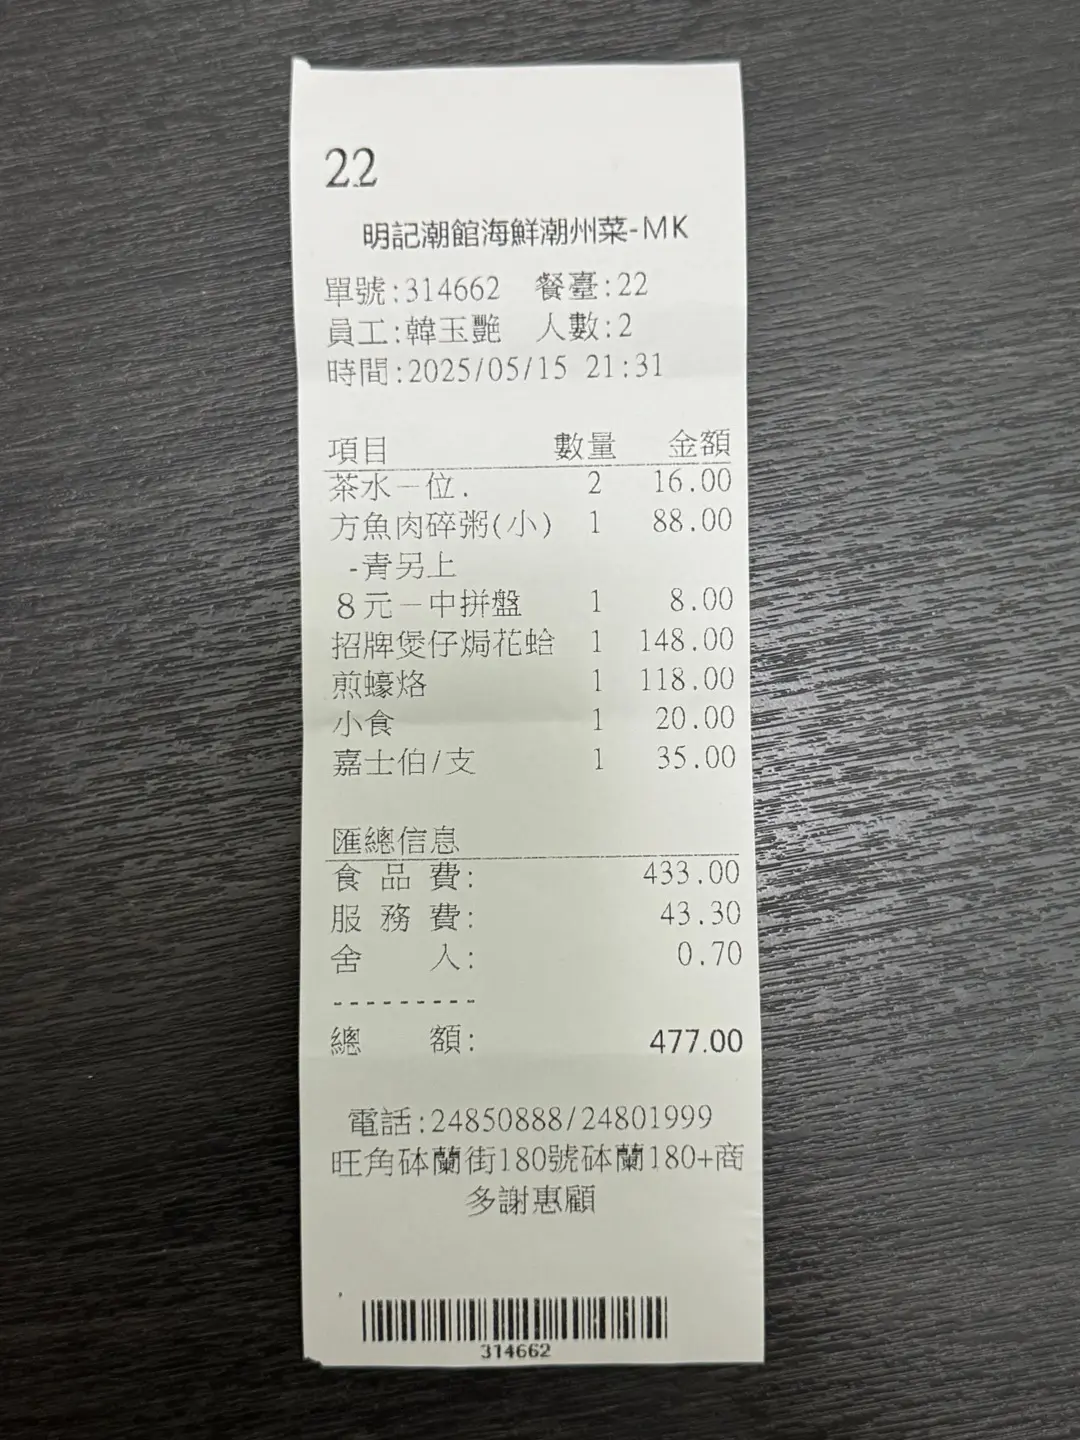 22
明記潮館海鮮潮州菜-MK
單號:314662 餐臺:22
員工:韓玉艷 人數:2
時間:2025/05/15 21:31
項目 數量 金額
茶水－位. 2 16.00
方魚肉碎粥(小) 1 88.00
-青另上
8元－中拼盤 1 8.00
招牌煲仔焗花蛤 1 148.00
煎蠔烙 1 118.00
小食 1 20.00
嘉士伯/支 1 35.00
匯總信息
食品費: 433.00
服務費: 43.30
舍入: 0.70
---------
總額: 477.00
電話:24850888/24801999
旺角砵蘭街180號砵蘭180+商
多謝惠顧
314662